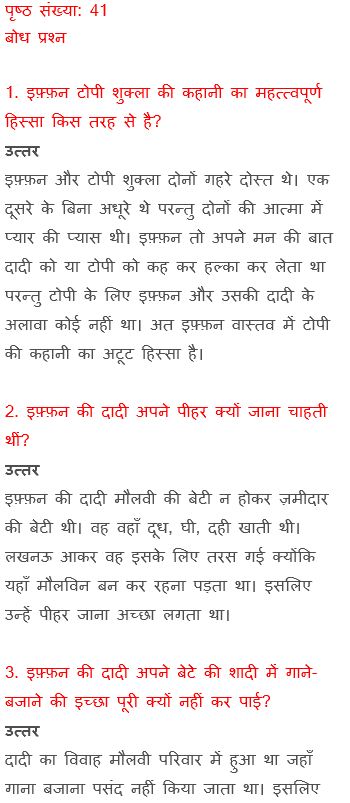 पृष्ठ संख्या: 41
बोध प्रश्न
1. इफ़्फ़न टोपी शुक्ला की कहानी का महत्त्वपूर्ण
हिस्सा किस तरह से है?
उत्तर
इफ़्फ़न और टोपी शुक्ला दोनों गहरे दोस्त थे। एक
दूसरे के बिना अधूरे थे परन्तु दोनों की आत्मा में
प्यार की प्यास थी। इफ़्फ़न तो अपने मन की बात
दादी को या टोपी को कह कर हल्का कर लेता था
परन्तु टोपी के लिए इफ़्फ़न और उसकी दादी के
अलावा कोई नहीं था। अत इफ़्फ़न वास्तव में टोपी
की कहानी का अटूट हिस्सा है।
2. इफ़्फ़न की दादी अपने पीहर क्यों जाना चाहती
थीं?
उत्तर
इफ़्फ़न की दादी मौलवी की बेटी न होकर ज़मीदार
की बेटी थी। वह वहाँ दूध, घी, दही खाती थी।
लखनऊ आकर वह इसके लिए तरस गई क्योंकि
यहाँ मौलविन बन कर रहना पड़ता था। इसलिए
उन्हें पीहर जाना अच्छा लगता था।
3. इफ़्फ़न की दादी अपने बेटे की शादी में गाने-
बजाने की इच्छा पूरी क्यों नहीं कर पाई?
उत्तर
दादी का विवाह मौलवी परिवार में हुआ था जहाँ
गाना बजाना पसंद नहीं किया जाता था। इसलिए